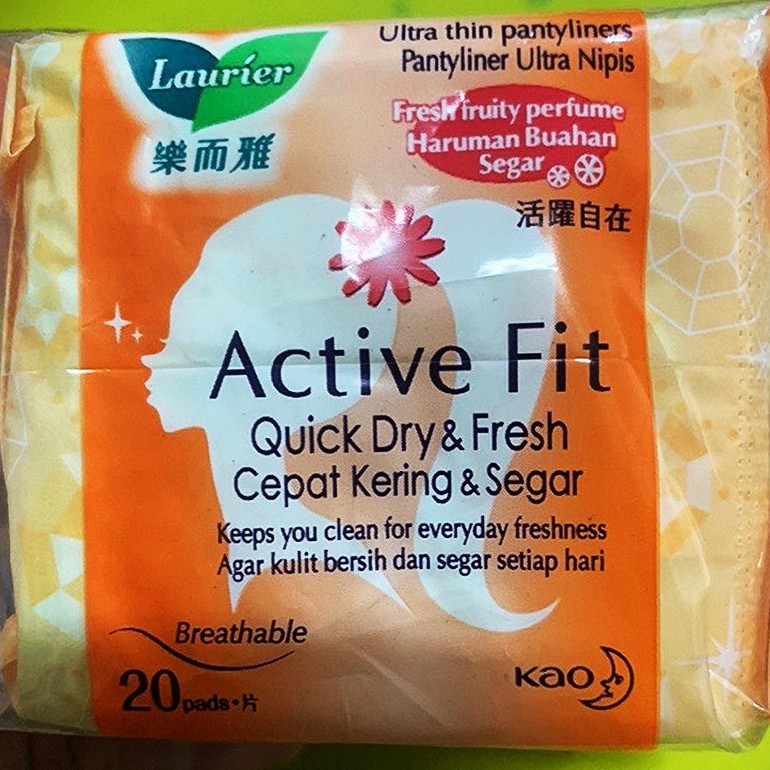 Laurier
樂而雅
Ultra thin pantyliners
Pantyliner Ultra Nipis
Fresh fruity perfume
Haruman Buahan
Segar
活躍自在
Active Fit
Quick Dry & Fresh
Cepat Kering & Segar
Keeps you clean for everyday freshness
Agar kulit bersih dan segar setiap hari
Breathable
20 pads・片
Kao